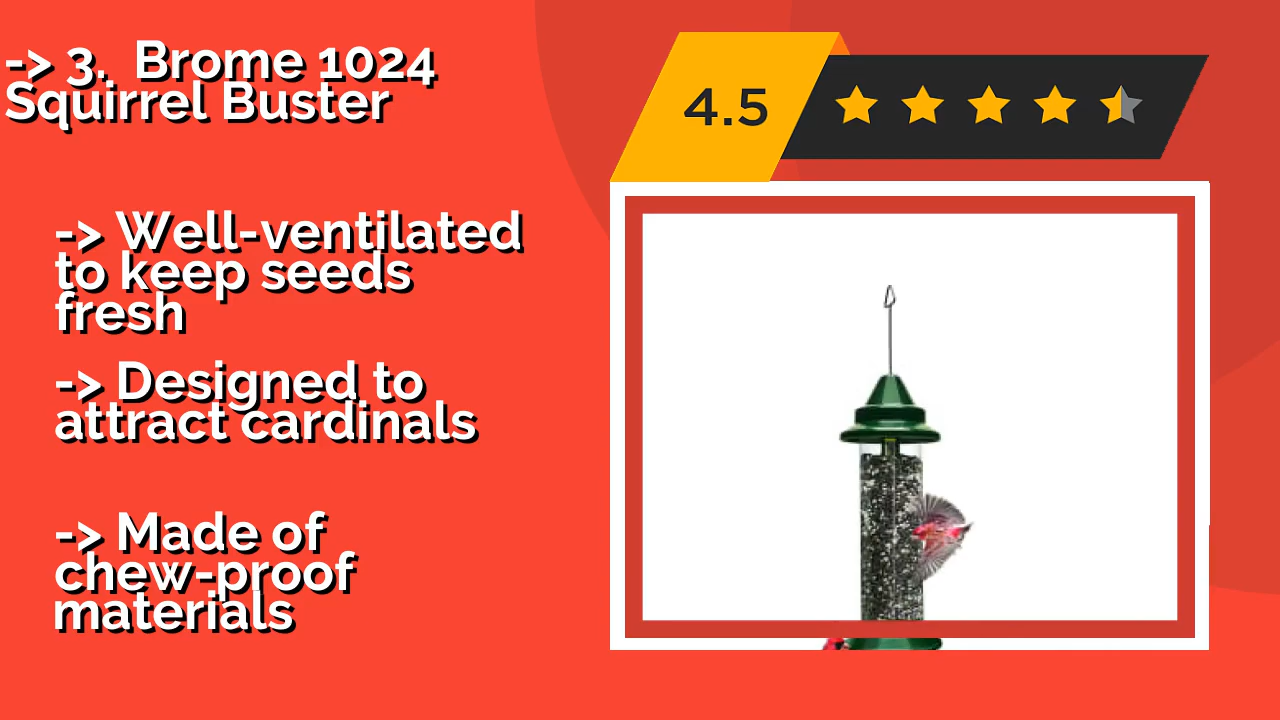 -> 3.  Brome 1024
Squirrel Buster
4.5
-> Well-ventilated
to keep seeds
fresh
-> Designed to
attract cardinals
-> Made of
chew-proof
materials